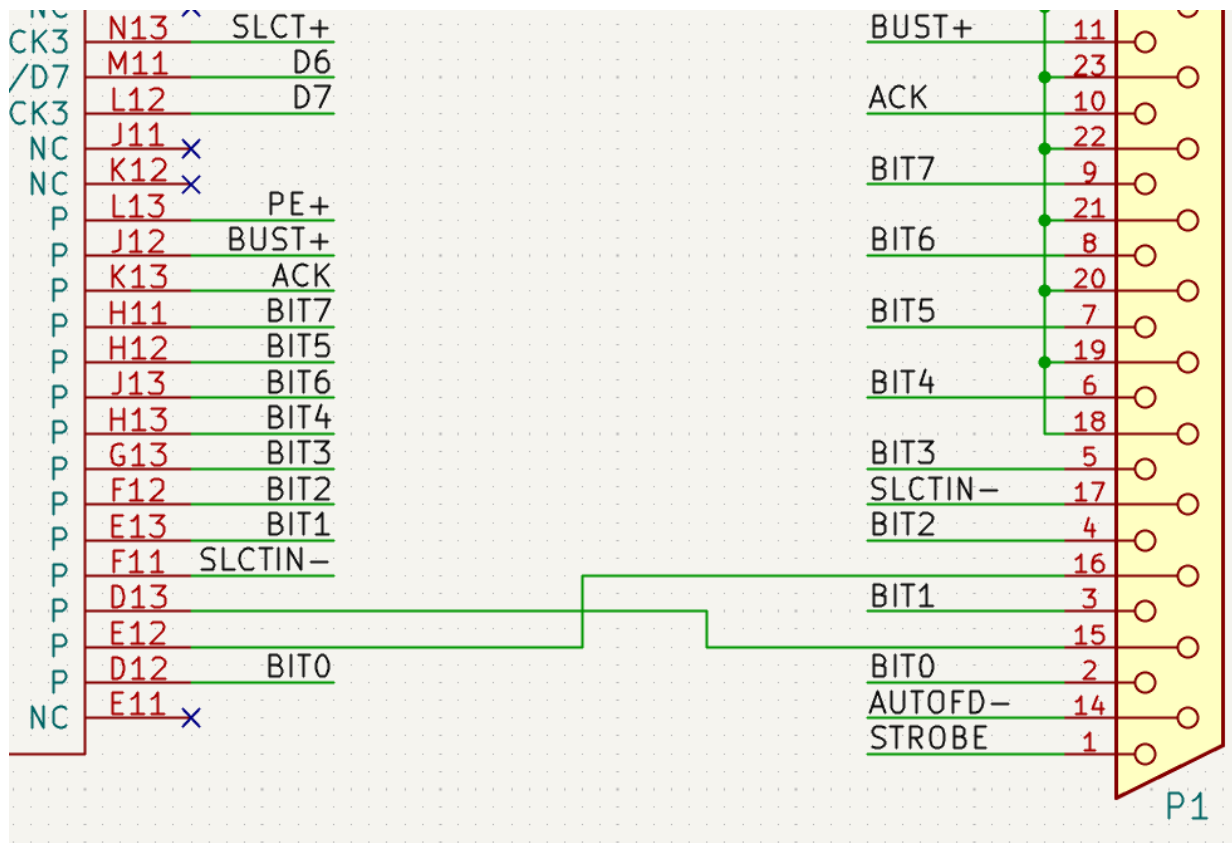 NC
CK3 N13 SLCT+ BUST+ 11
/D7 M11 D6 23
CK3 L12 D7 ACK 10
NC J11 22
NC K12 BIT7 9
P L13 PE+ 21
P J12 BUST+ BIT6 8
P K13 ACK 20
P H11 BIT7 BIT5 7
P H12 BIT5 19
P J13 BIT6 BIT4 6
P H13 BIT4 18
P G13 BIT3 BIT3 5
P F12 BIT2 SLCTIN- 17
P E13 BIT1 BIT2 4
P F11 SLCTIN- 16
P D13 BIT1 3
P E12 15
P D12 BIT0 BIT0 2
NC E11 AUTOFD- 14
STROBE 1
P1